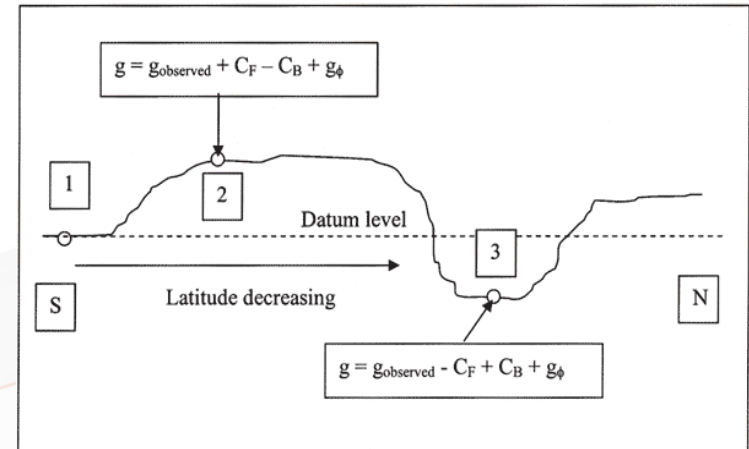 g = gobserved + CF – CB + gϕ
1
2
Datum level
3
S
Latitude decreasing
N
g = gobserved - CF + CB + gϕ